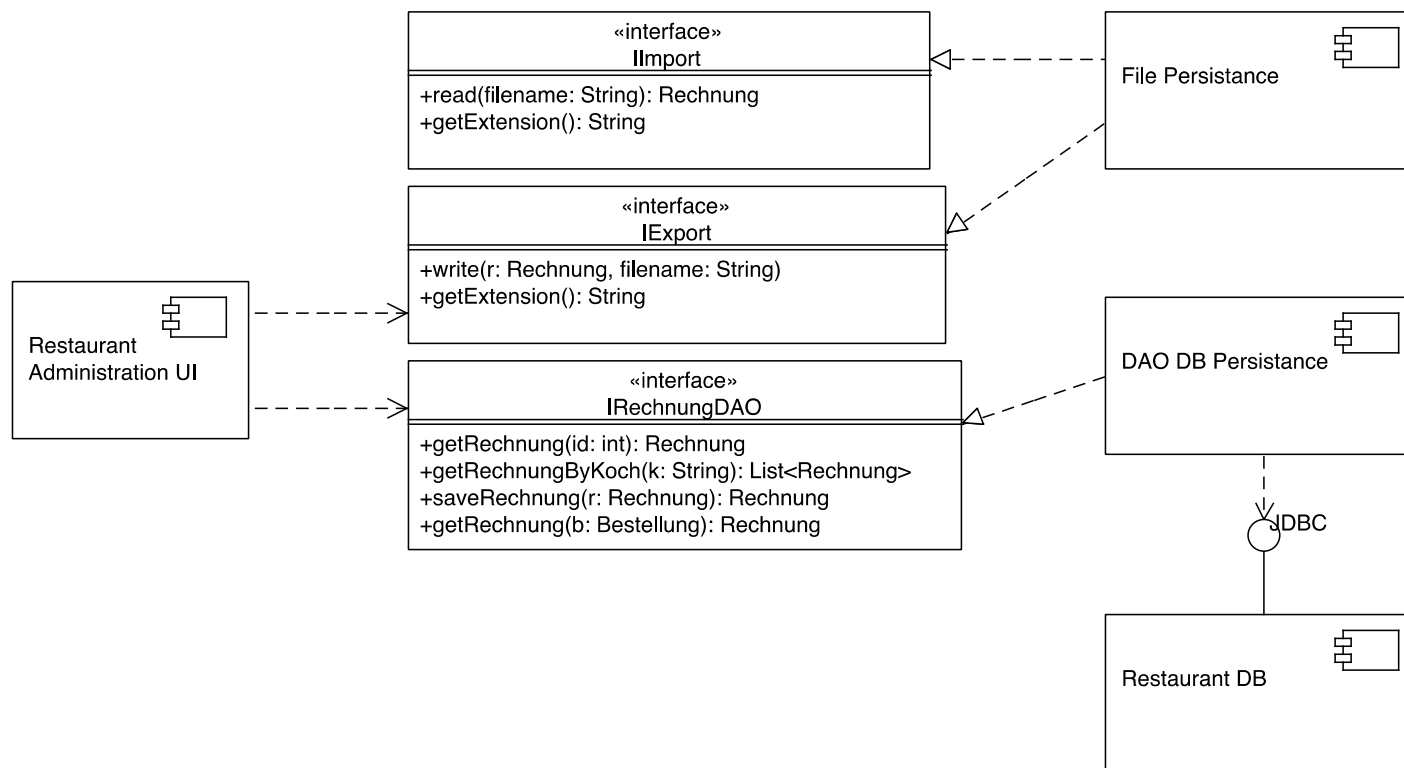 «interface»
IImport
+read(filename: String): Rechnung
+getExtension(): String
File Persistance
«interface»
IExport
+write(r: Rechnung, filename: String)
+getExtension(): String
Restaurant
Administration UI
«interface»
IRechnungDAO
+getRechnung(id: int): Rechnung
+getRechnungByKoch(k: String): List<Rechnung>
+saveRechnung(r: Rechnung): Rechnung
+getRechnung(b: Bestellung): Rechnung
DAO DB Persistance
JDBC
Restaurant DB